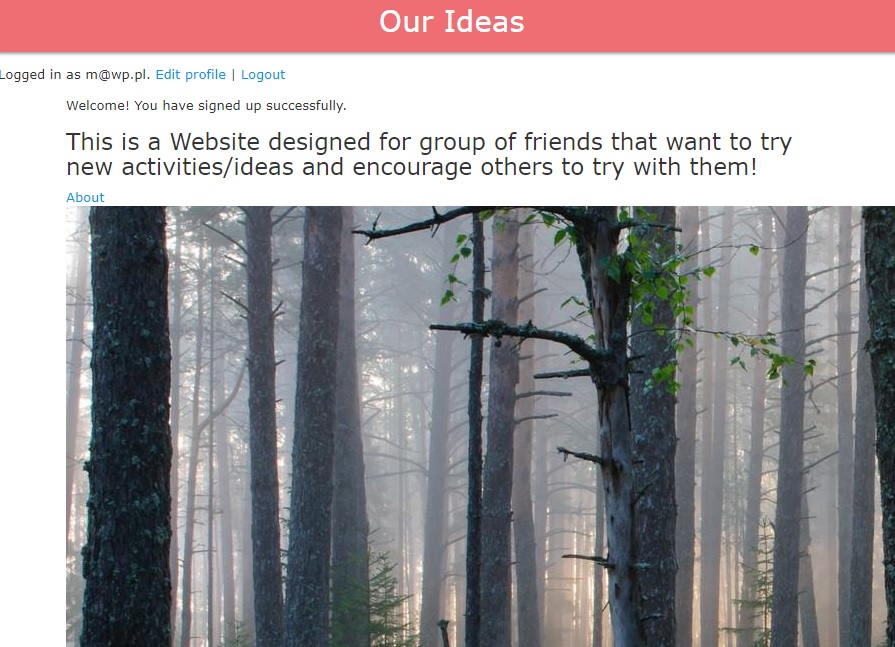 Our Ideas
Logged in as m@wp.pl. Edit profile | Logout
Welcome! You have signed up successfully.
This is a Website designed for group of friends that want to try
new activities/ideas and encourage others to try with them!
About